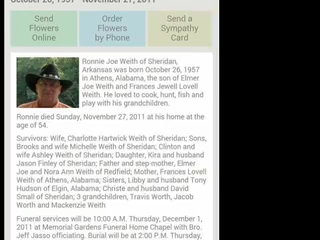 October 26, 1957 - November 27, 2011
Send
Flowers
Online
Order
Flowers
by Phone
Send a
Sympathy
Card
Ronnie Joe Weith of Sheridan,
Arkansas was born October 26, 1957
in Athens, Alabama, the son of Elmer
Joe Weith and Frances Jewell Lovell
Weith. He loved to cook, hunt, fish and
play with his grandchildren.
Ronnie died Sunday, November 27, 2011 at his home at the
age of 54.
Survivors: Wife, Charlotte Hartwick Weith of Sheridan; Sons,
Brooks and wife Michelle Weith of Sheridan; Clinton and
wife Ashley Weith of Sheridan; Daughter, Kira and husband
Jason Finley of Sheridan; Father and step-mother, Elmer
Joe and Nora Ann Weith of Redfield; Mother, Frances Lovell
Weith of Athens, Alabama; Sisters, Libby and husband Tony
Hudson of Elgin, Alabama; Christe and husband David
Small of Sheridan; 3 grandchildren, Travis Worth, Jacob
Worth and Mackenzie Weith
Funeral services will be 10:00 A.M. Thursday, December 1,
2011 at Memorial Gardens Funeral Home Chapel with Bro.
Jeff Jasso officiating. Burial will be at 2:00 P.M. Thursday,